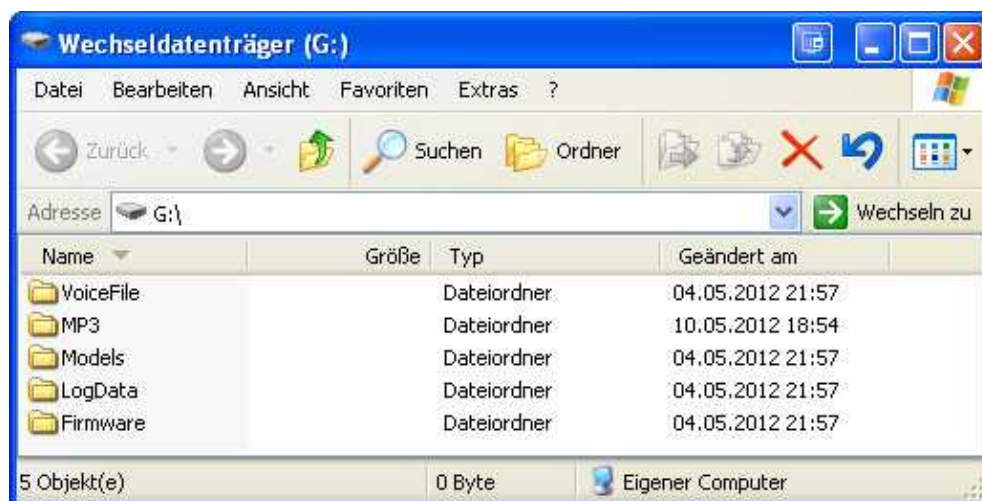 Wechseldatenträger (G:)
Datei Bearbeiten Ansicht Favoriten Extras ?
Zurück Suchen Ordner
Adresse G:\ Wechseln zu
Name Größe Typ Geändert am
VoiceFile Dateiordner 04.05.2012 21:57
MP3 Dateiordner 10.05.2012 18:54
Models Dateiordner 04.05.2012 21:57
LogData Dateiordner 04.05.2012 21:57
Firmware Dateiordner 04.05.2012 21:57
5 Objekt(e) 0 Byte Eigener Computer